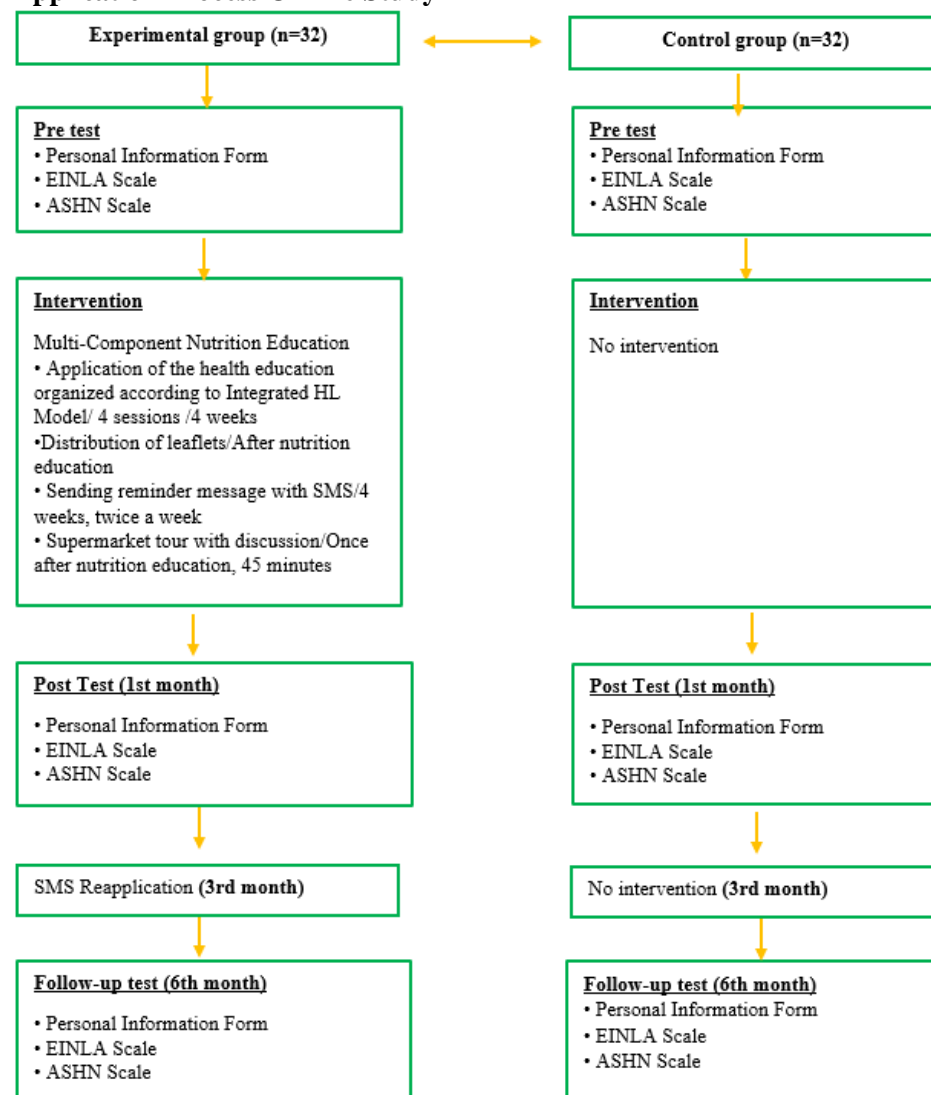 Application Process Of The Study
Experimental group (n=32)
Control group (n=32)
Pre test
• Personal Information Form
• EINLA Scale
• ASHN Scale
Pre test
• Personal Information Form
• EINLA Scale
• ASHN Scale
Intervention
Multi-Component Nutrition Education
• Application of the health education
organized according to Integrated HL
Model/ 4 sessions /4 weeks
•Distribution of leaflets/After nutrition
education
• Sending reminder message with SMS/4
weeks, twice a week
• Supermarket tour with discussion/Once
after nutrition education, 45 minutes
Intervention
No intervention
Post Test (1st month)
• Personal Information Form
• EINLA Scale
• ASHN Scale
Post Test (1st month)
• Personal Information Form
• EINLA Scale
• ASHN Scale
SMS Reapplication (3rd month)
No intervention (3rd month)
Follow-up test (6th month)
• Personal Information Form
• EINLA Scale
• ASHN Scale
Follow-up test (6th month)
• Personal Information Form
• EINLA Scale
• ASHN Scale